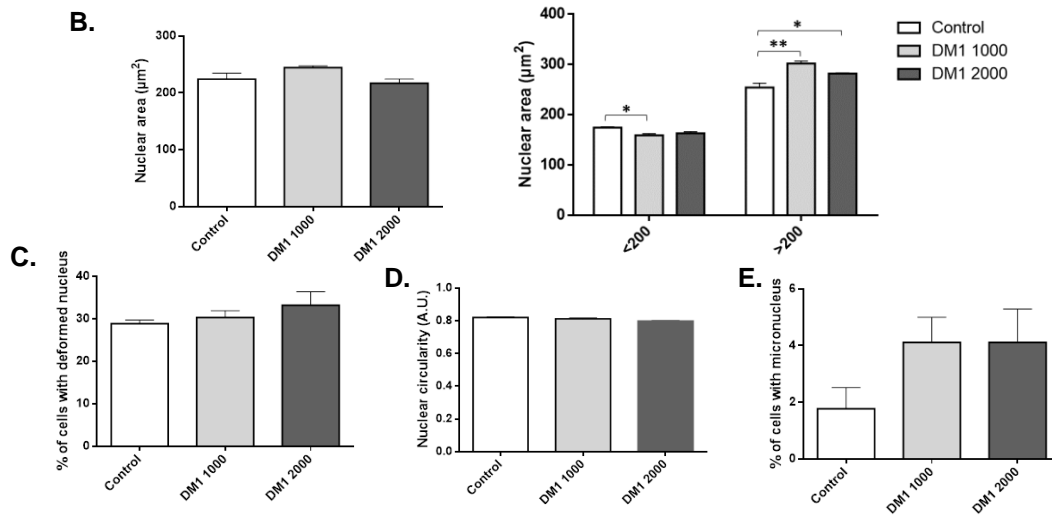 B.
Nuclear area (µm²)
300
200
100
0
Control
DM1 1000
DM1 2000
Nuclear area (µm²)
400
300
200
100
0
*
**
*
<200
>200
Control
DM1 1000
DM1 2000
C.
% of cells with deformed nucleus
40
30
20
10
0
Control
DM1 1000
DM1 2000
D.
Nuclear circularity (A.U.)
1.0
0.8
0.6
0.4
0.2
0.0
Control
DM1 1000
DM1 2000
E.
% of cells with micronucleus
6
4
2
0
Control
DM1 1000
DM1 2000